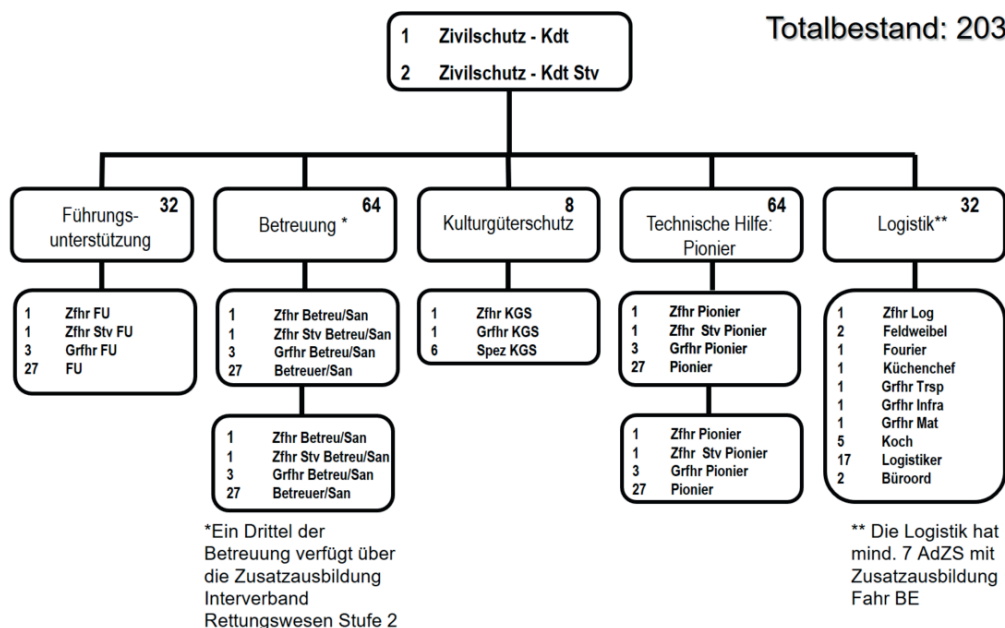 Totalbestand: 203
1 Zivilschutz - Kdt
2 Zivilschutz - Kdt Stv
32
Führungs-
unterstützung
1 Zfhr FU
1 Zfhr Stv FU
3 Grfhr FU
27 FU
64
Betreuung *
1 Zfhr Betreu/San
1 Zfhr Stv Betreu/San
3 Grfhr Betreu/San
27 Betreuer/San
1 Zfhr Betreu/San
1 Zfhr Stv Betreu/San
3 Grfhr Betreu/San
27 Betreuer/San
*Ein Drittel der
Betreuung verfügt über
die Zusatzausbildung
Interverband
Rettungswesen Stufe 2
8
Kulturgüterschutz
1 Zfhr KGS
1 Grfhr KGS
6 Spez KGS
64
Technische Hilfe:
Pionier
1 Zfhr Pionier
1 Zfhr Stv Pionier
3 Grfhr Pionier
27 Pionier
1 Zfhr Pionier
1 Zfhr Stv Pionier
3 Grfhr Pionier
27 Pionier
32
Logistik**
1 Zfhr Log
2 Feldweibel
1 Fourier
1 Küchenchef
1 Grfhr Trsp
1 Grfhr Infra
1 Grfhr Mat
5 Koch
17 Logistiker
2 Büroord
** Die Logistik hat
mind. 7 AdZS mit
Zusatzausbildung
Fahr BE